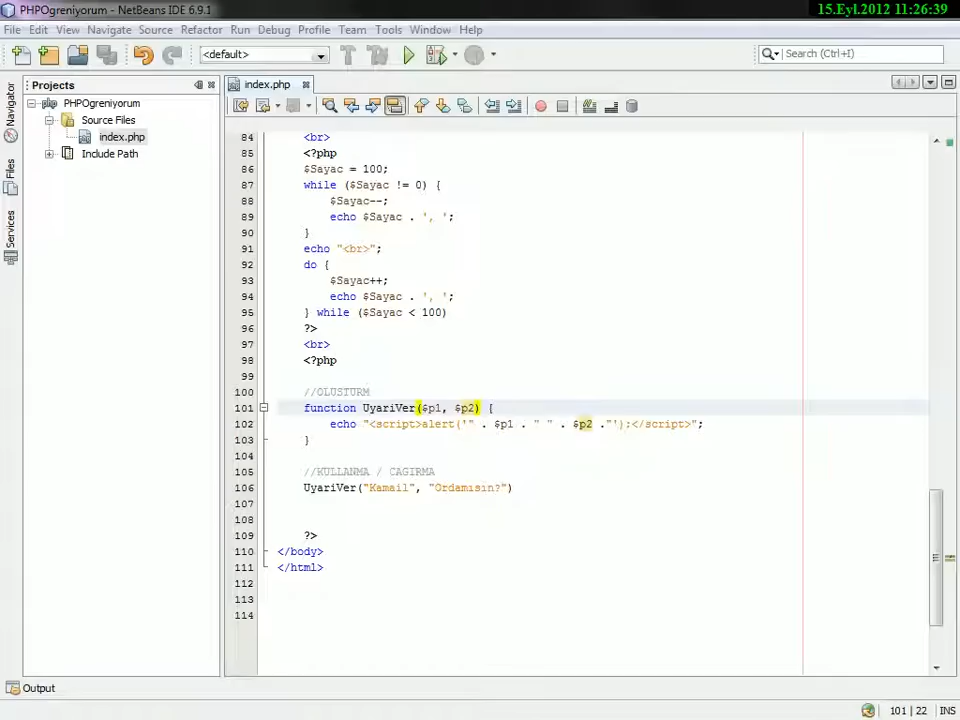 PHPOgreniyorum - NetBeans IDE 6.9.1
15.Eyl.2012 11:26:39
File Edit View Navigate Source Refactor Run Debug Profile Team Tools Window Help
<default>
Search (Ctrl+I)
Projects
index.php
Navigator
Files
Services
PHPOgreniyorum
Source Files
index.php
Include Path
84 <br>
85 <?php
86 $Sayac = 100;
87 while ($Sayac != 0) {
88 $Sayac--;
89 echo $Sayac . ', ';
90 }
91 echo "<br>";
92 do {
93 $Sayac++;
94 echo $Sayac . ', ';
95 } while ($Sayac < 100)
96 ?>
97 <br>
98 <?php
99
100 //OLUSTURM
101 function UyariVer($p1, $p2) {
102 echo "<script>alert('" . $p1 . " " . $p2 ."');</script>";
103 }
104
105 //KULLANMA / CAGIRMA
106 UyariVer("Kamail", "Ordamısın?")
107
108
109 ?>
110 </body>
111 </html>
112
113
114
Output
101 | 22 INS